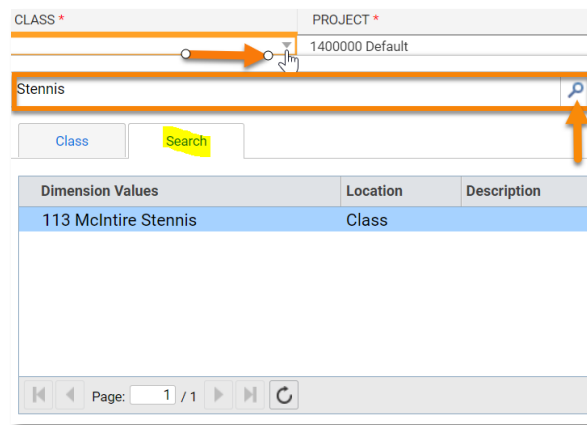 CLASS * PROJECT *
1400000 Default
Stennis
Class Search
Dimension Values Location Description
113 McIntire Stennis Class
Page: 1 / 1